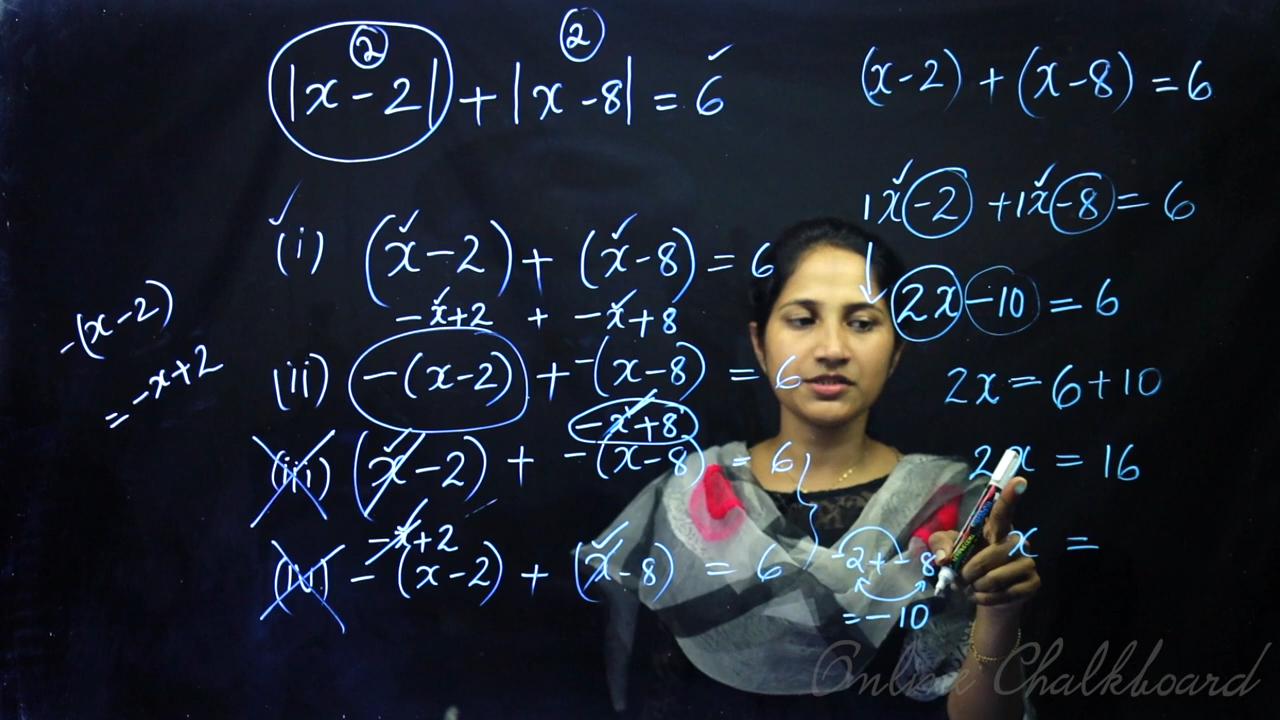 |x-2| + |x-8| = 6
2 2
(i) (x-2) + (x-8) = 6
-x+2 + -x+8
(ii) -(x-2) + -(x-8) = 6
-x+8
(iii) (x-2) + -(x-8) = 6
-x+2
(iv) -(x-2) + (x-8) = 6
-(x-2)
= -x+2
(x-2) + (x-8) = 6
1x-2 +1x-8 = 6
2x-10 = 6
2x = 6+10
2x = 16
x =
-2+-8
= -10
Online Chalkboard